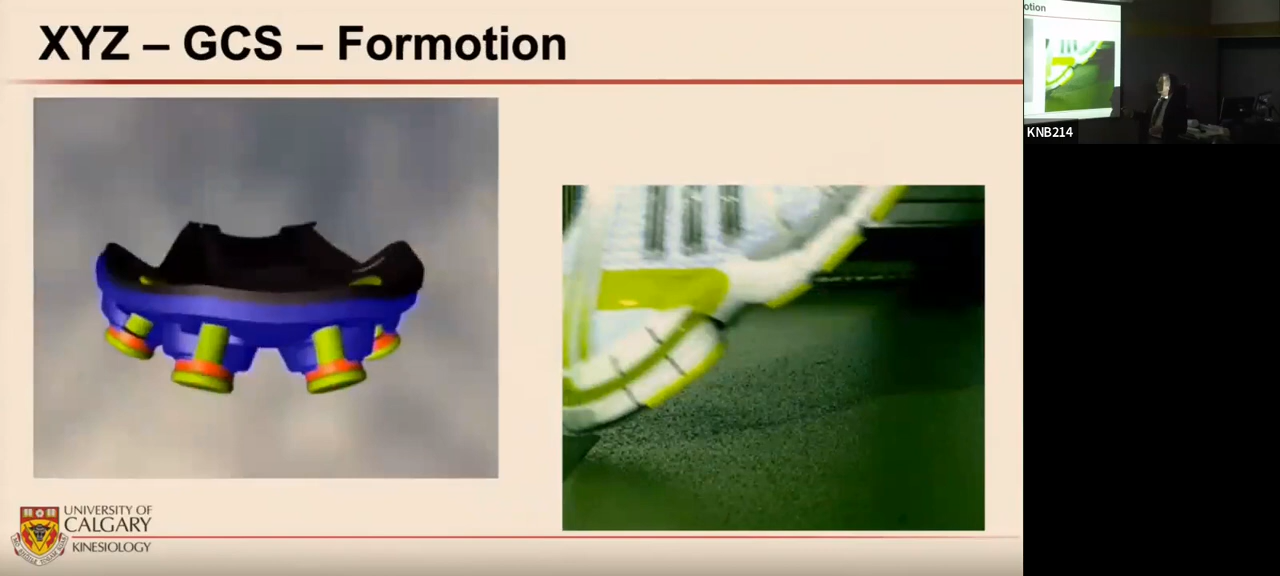 XYZ – GCS – Formotion
otion
KNB214
UNIVERSITY OF
CALGARY
KINESIOLOGY